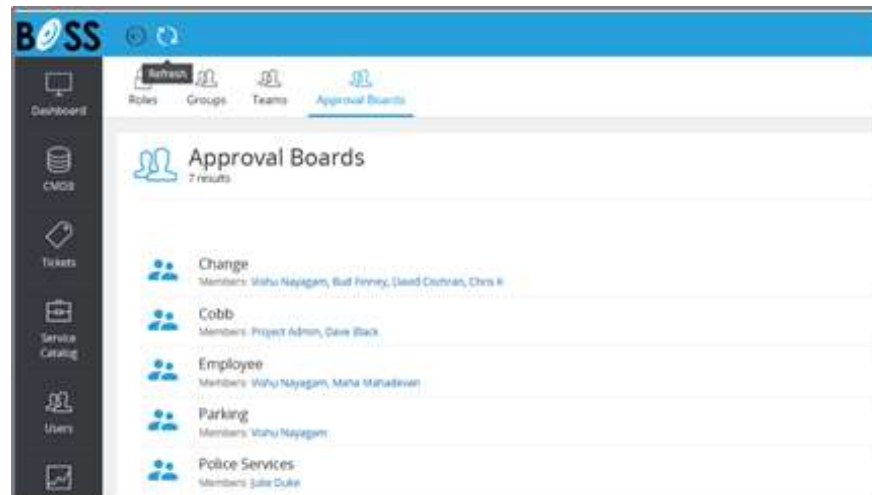 BOSS
Refresh
Roles
Groups
Teams
Approval Boards
Dashboard
CMDB
Tickets
Service
Catalog
Users
Approval Boards
7 results
Change
Members: Vishu Nayagam, Bud Finney, David Cochran, Chris K
Cobb
Members: Project Admin, Dave Black
Employee
Members: Vishu Nayagam, Maha Mahadevan
Parking
Members: Vishu Nayagam
Police Services
Members: Julie Duke